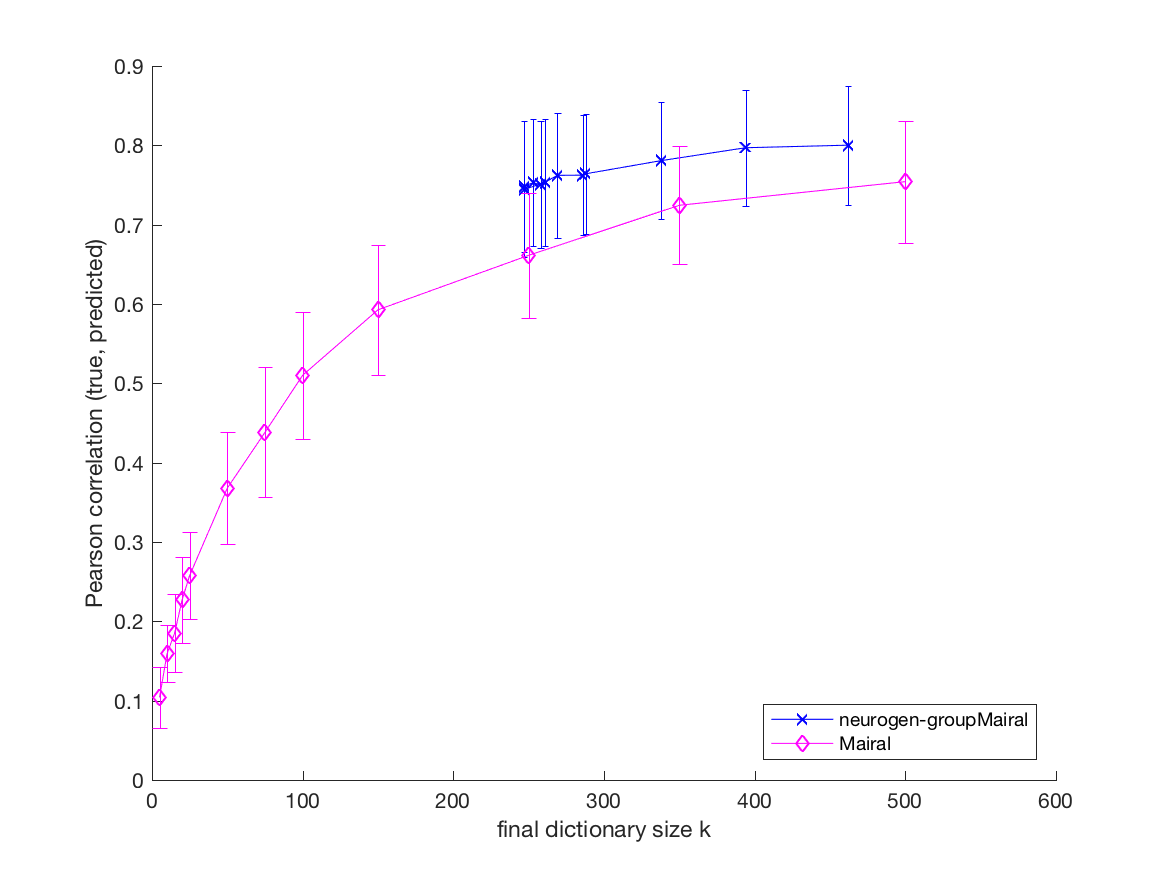 0.9
0.8
0.7
0.6
0.5
0.4
0.3
0.2
0.1
0
Pearson correlation (true, predicted)
neurogen-groupMairal
Mairal
0 100 200 300 400 500 600
final dictionary size k